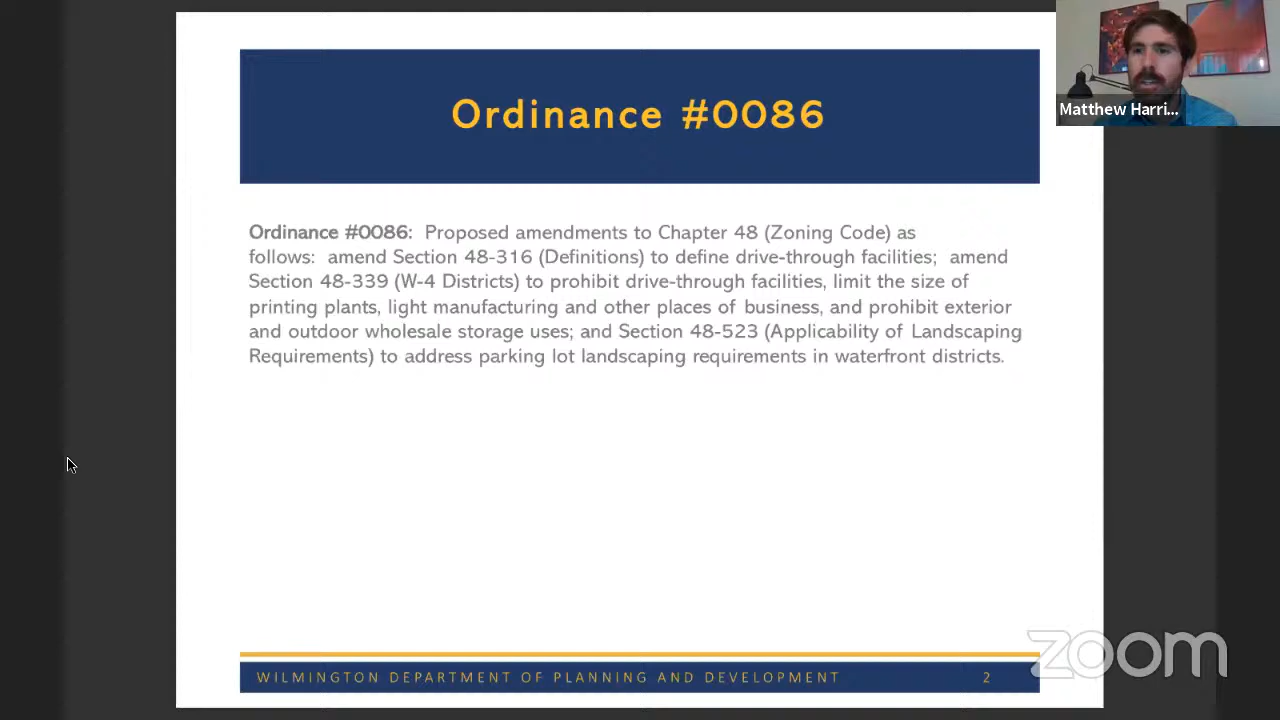 Ordinance #0086
Matthew Harri...
Ordinance #0086: Proposed amendments to Chapter 48 (Zoning Code) as
follows: amend Section 48-316 (Definitions) to define drive-through facilities; amend
Section 48-339 (W-4 Districts) to prohibit drive-through facilities, limit the size of
printing plants, light manufacturing and other places of business, and prohibit exterior
and outdoor wholesale storage uses; and Section 48-523 (Applicability of Landscaping
Requirements) to address parking lot landscaping requirements in waterfront districts.
WILMINGTON DEPARTMENT OF PLANNING AND DEVELOPMENT 2
zoom